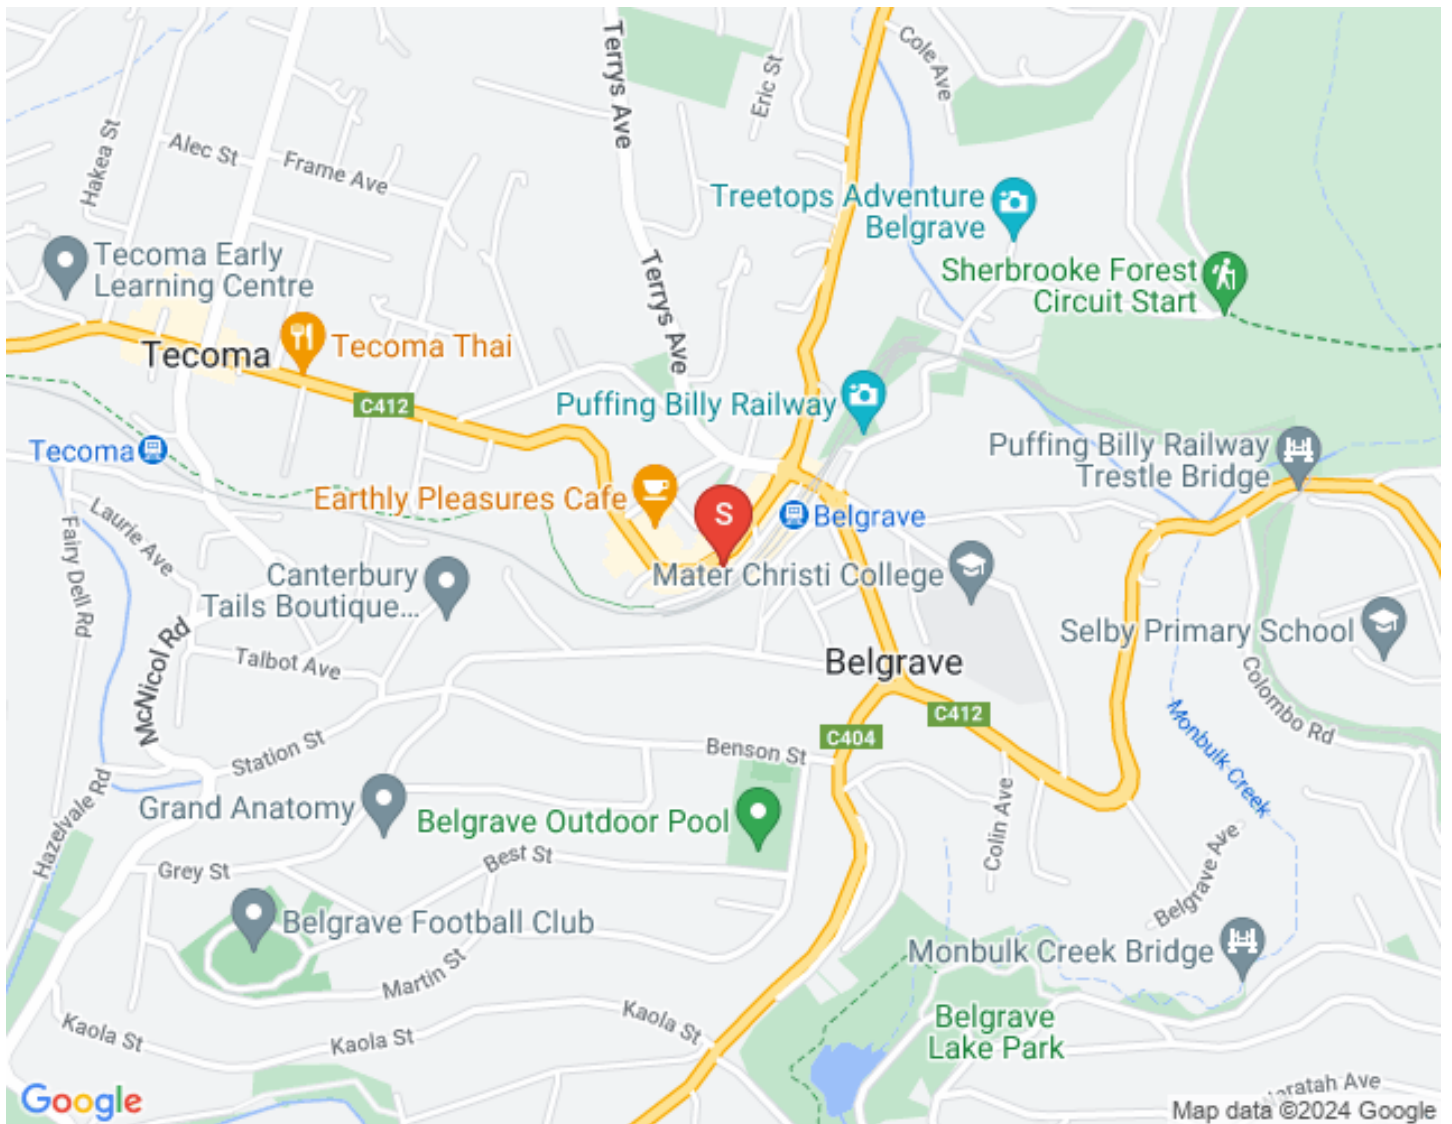 Terrys Ave
Eric St
Cole Ave
Hakea St
Alec St
Frame Ave
Treetops Adventure
Belgrave
Tecoma Early
Learning Centre
Terrys Ave
Sherbrooke Forest
Circuit Start
Tecoma
Tecoma Thai
C412
Puffing Billy Railway
Tecoma
Puffing Billy Railway
Trestle Bridge
Earthly Pleasures Cafe
S
Belgrave
Laurie Ave
Fairy Dell Rd
Canterbury
Tails Boutique...
Mater Christi College
Selby Primary School
McNicol Rd
Talbot Ave
Belgrave
Colombo Rd
C412
C404
Station St
Benson St
Monbulk Creek
Hazelvale Rd
Grand Anatomy
Belgrave Outdoor Pool
Colin Ave
Grey St
Best St
Belgrave Ave
Belgrave Football Club
Monbulk Creek Bridge
Martin St
Kaola St
Kaola St
Kaola St
Belgrave
Lake Park
Waratah Ave
Google
Map data ©2024 Google